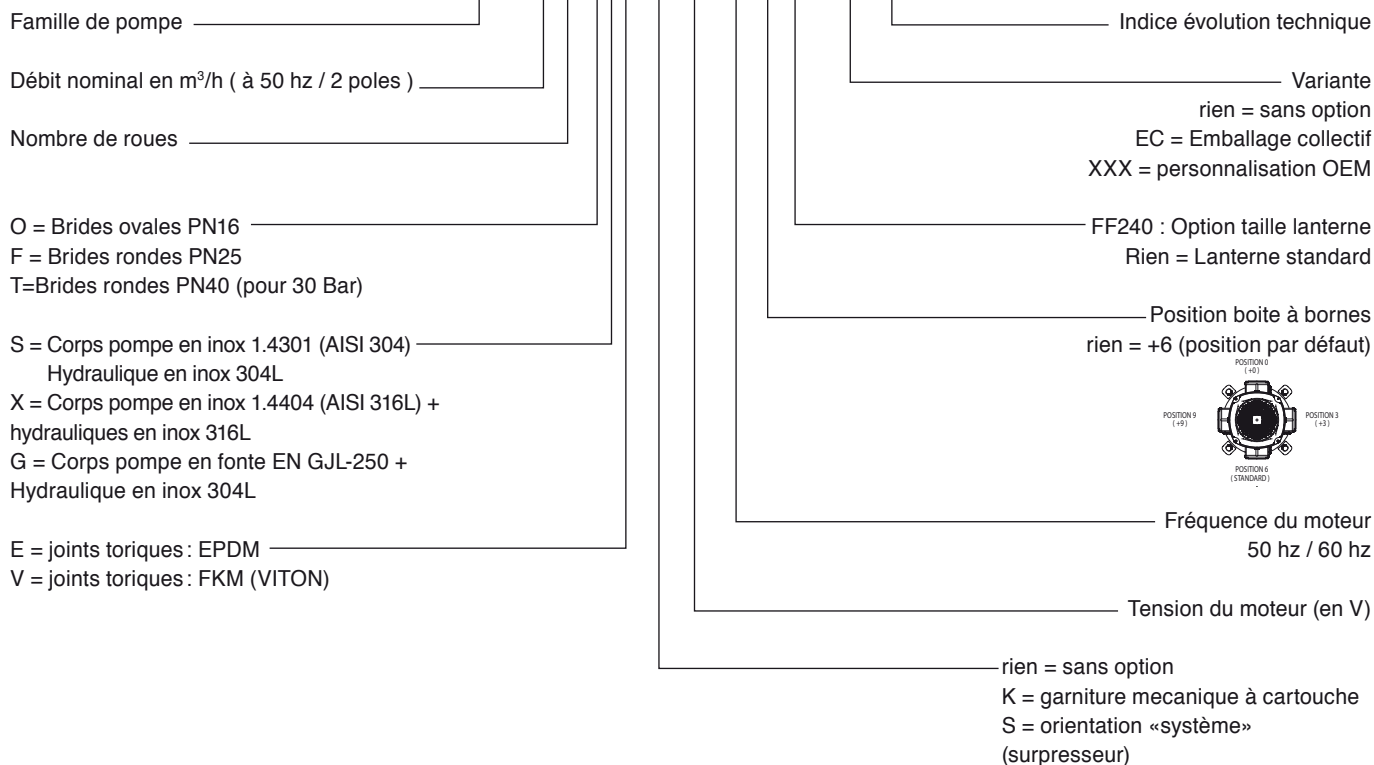 Famille de pompe
Débit nominal en m³/h ( à 50 hz / 2 poles )
Nombre de roues
O = Brides ovales PN16
F = Brides rondes PN25
T=Brides rondes PN40 (pour 30 Bar)
S = Corps pompe en inox 1.4301 (AISI 304)
Hydraulique en inox 304L
X = Corps pompe en inox 1.4404 (AISI 316L) +
hydrauliques en inox 316L
G = Corps pompe en fonte EN GJL-250 +
Hydraulique en inox 304L
E = joints toriques : EPDM
V = joints toriques : FKM (VITON)
Indice évolution technique
Variante
rien = sans option
EC = Emballage collectif
XXX = personnalisation OEM
FF240 : Option taille lanterne
Rien = Lanterne standard
Position boite à bornes
rien = +6 (position par défaut)
POSITION 0
( +0 )
POSITION 9
( +9 )
POSITION 3
( +3 )
POSITION 6
( STANDARD )
Fréquence du moteur
50 hz / 60 hz
Tension du moteur (en V)
rien = sans option
K = garniture mecanique à cartouche
S = orientation «système»
(surpresseur)